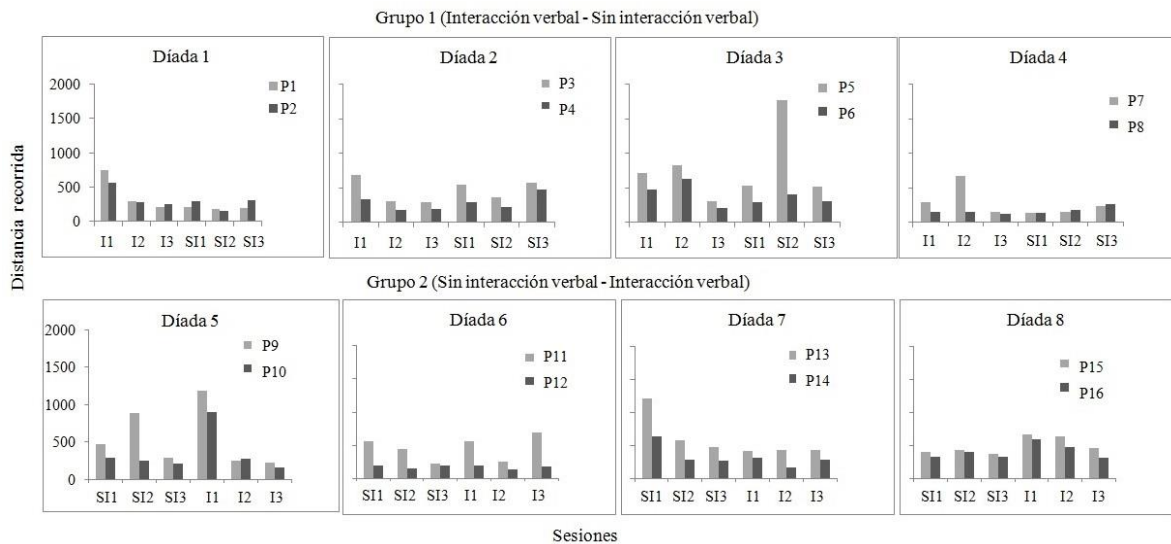 Grupo 1 (Interacción verbal - Sin interacción verbal)
Díada 1
P1
P2
2000
1500
1000
500
0
I1 I2 I3 SI1 SI2 SI3
Díada 2
P3
P4
I1 I2 I3 SI1 SI2 SI3
Díada 3
P5
P6
I1 I2 I3 SI1 SI2 SI3
Díada 4
P7
P8
I1 I2 I3 SI1 SI2 SI3
Distancia recorrida
Grupo 2 (Sin interacción verbal - Interacción verbal)
Díada 5
P9
P10
2000
1500
1000
500
0
SI1 SI2 SI3 I1 I2 I3
Díada 6
P11
P12
SI1 SI2 SI3 I1 I2 I3
Díada 7
P13
P14
SI1 SI2 SI3 I1 I2 I3
Díada 8
P15
P16
SI1 SI2 SI3 I1 I2 I3
Sesiones